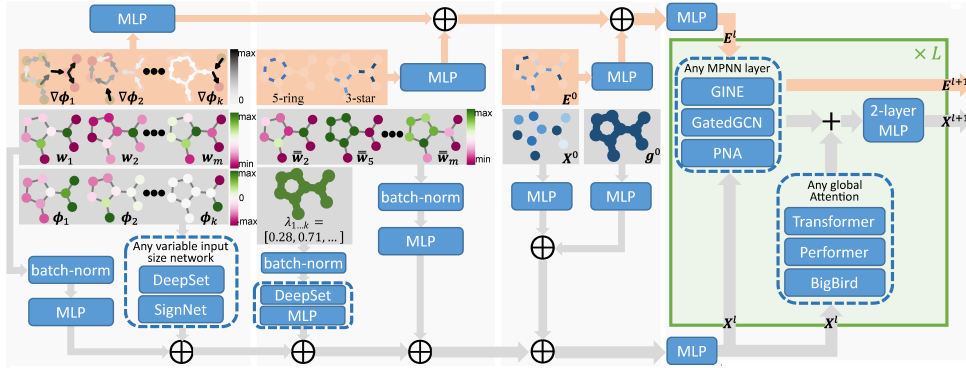 MLP
∇ϕ₁ ∇ϕ₂ ∇ϕₖ
max
0
w₁ w₂ wₘ
max
min
ϕ₁ ϕ₂ ϕₖ
max
0
-max
batch-norm
MLP
Any variable input
size network
DeepSet
SignNet
5-ring 3-star
MLP
w̿₂ w̿₅ w̿ₘ
max
min
λ₁…ₖ =
[0.28, 0.71, … ]
batch-norm
DeepSet
MLP
batch-norm
MLP
E⁰
MLP
X⁰
g⁰
MLP
MLP
MLP
Eˡ
× L
Any MPNN layer
GINE
GatedGCN
PNA
Eˡ⁺¹
2-layer
MLP
Xˡ⁺¹
Any global
Attention
Transformer
Performer
BigBird
Xˡ
Xˡ
MLP